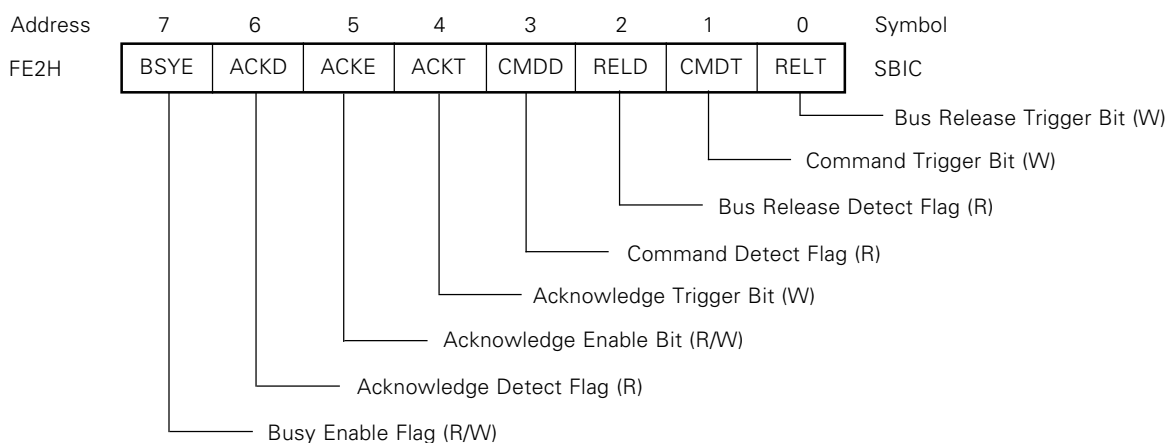 Address 7 6 5 4 3 2 1 0 Symbol
FE2H BSYE ACKD ACKE ACKT CMDD RELD CMDT RELT SBIC
Bus Release Trigger Bit (W)
Command Trigger Bit (W)
Bus Release Detect Flag (R)
Command Detect Flag (R)
Acknowledge Trigger Bit (W)
Acknowledge Enable Bit (R/W)
Acknowledge Detect Flag (R)
Busy Enable Flag (R/W)